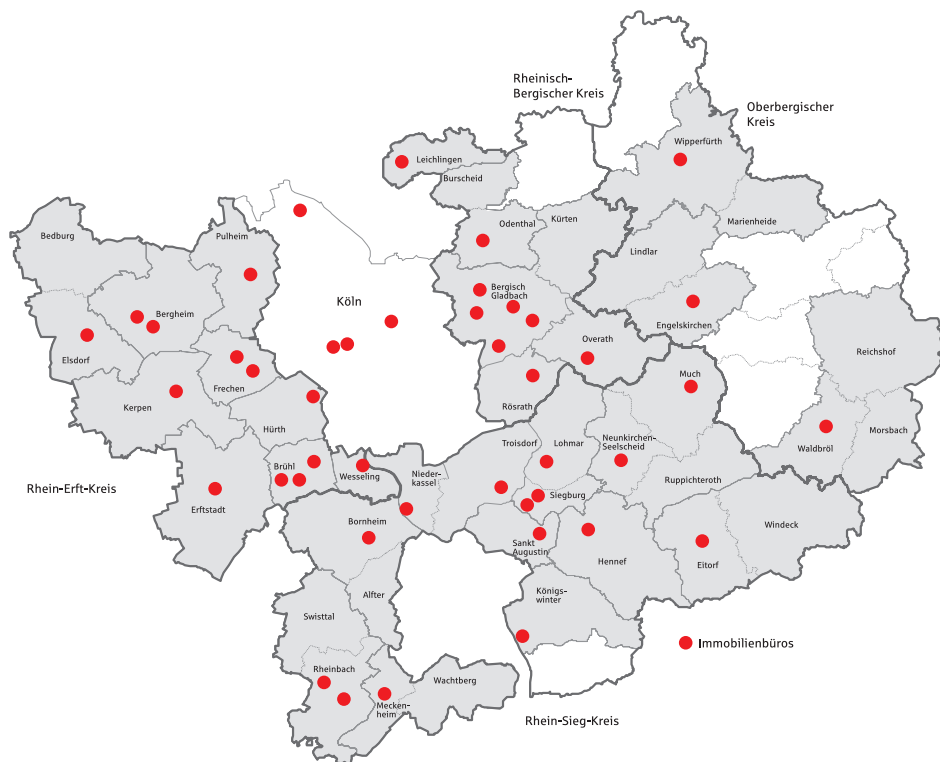 Rheinisch-
Bergischer Kreis
Oberbergischer
Kreis
Wipperfürth
Leichlingen
Burscheid
Marienheide
Odenthal
Kürten
Bedburg
Pulheim
Lindlar
Bergisch
Gladbach
Köln
Bergheim
Engelskirchen
Overath
Reichshof
Elsdorf
Much
Frechen
Rösrath
Kerpen
Hürth
Troisdorf
Lohmar
Neunkirchen-
Seelscheid
Waldbröl
Morsbach
Brühl
Wesseling
Nieder-
kassel
Ruppichteroth
Rhein-Erft-Kreis
Siegburg
Erftstadt
Bornheim
Windeck
Sankt
Augustin
Hennef
Eitorf
Königs-
winter
Alfter
Swisttal
Immobilienbüros
Rheinbach
Wachtberg
Mecken-
heim
Rhein-Sieg-Kreis